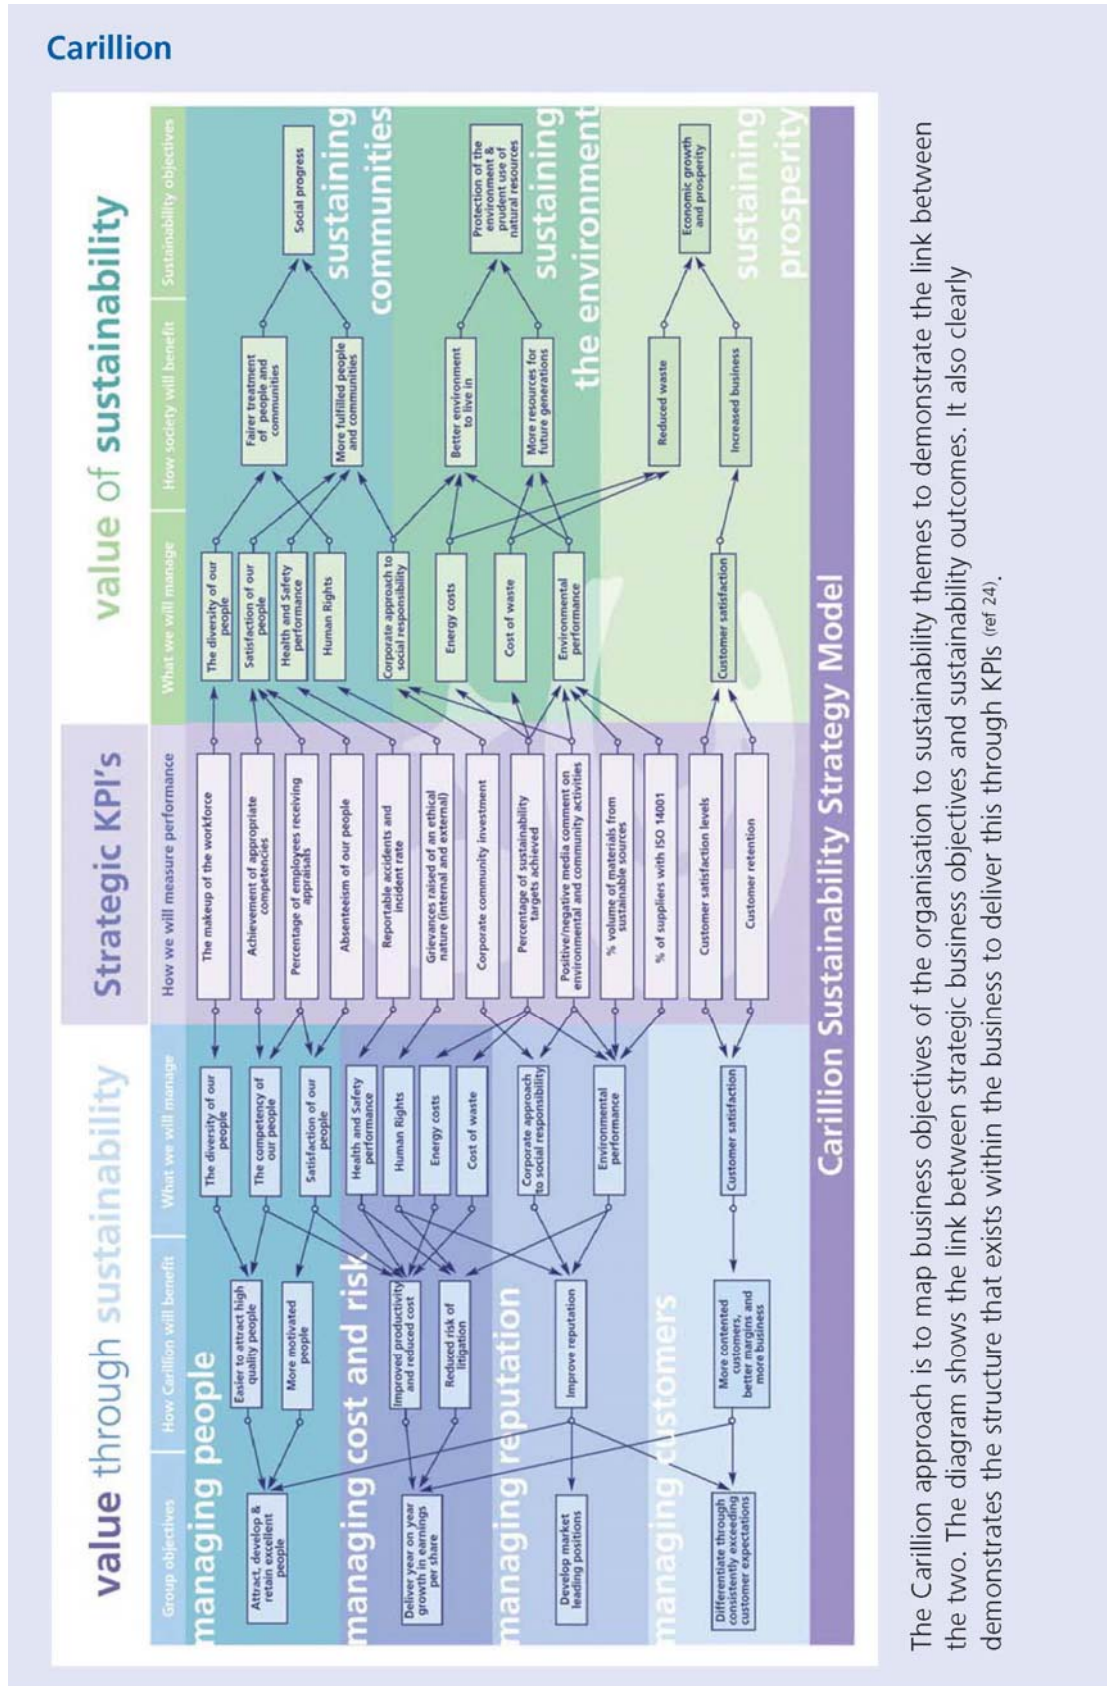 Carillion
value through sustainability
Strategic KPI's
value of sustainability
Group objectives
How Carillion will benefit
What we will manage
How we will measure performance
What we will manage
How society will benefit
Sustainability objectives
managing people
Attract, develop &
retain excellent
people
Easier to attract high
quality people
More motivated
people
The diversity of our
people
The competency of
our people
Satisfaction of our
people
managing cost and risk
Deliver year on year
growth in earnings
per share
Improved productivity
and reduced cost
Reduced risk of
litigation
Health and Safety
performance
Human Rights
Energy costs
Cost of waste
managing reputation
Develop market
leading positions
Improve reputation
Corporate approach
to social responsibility
Environmental
performance
managing customers
Differentiate through
consistently exceeding
customer expectations
More contented
customers,
better margins and
more business
Customer satisfaction
The makeup of the workforce
Achievement of appropriate
competencies
Percentage of employees receiving
appraisals
Absenteeism of our people
Reportable accidents and
incident rate
Grievances raised of an ethical
nature (internal and external)
Corporate community investment
Percentage of sustainability
targets achieved
Positive/negative media comment on
environmental and community activities
% volume of materials from
sustainable sources
% of suppliers with ISO 14001
Customer satisfaction levels
Customer retention
The diversity of our
people
Satisfaction of our
people
Health and Safety
performance
Human Rights
Corporate approach to
social responsibility
Energy costs
Cost of waste
Environmental
performance
Customer satisfaction
Fairer treatment
of people and
communities
More fulfilled people
and communities
Better environment
to live in
More resources for
future generations
Reduced waste
Increased business
Social progress
sustaining
communities
Protection of the
environment &
prudent use of
natural resources
sustaining
the environment
Economic growth
and prosperity
sustaining
prosperity
Carillion Sustainability Strategy Model
The Carillion approach is to map business objectives of the organisation to sustainability themes to demonstrate the link between
the two. The diagram shows the link between strategic business objectives and sustainability outcomes. It also clearly
demonstrates the structure that exists within the business to deliver this through KPIs (ref 24).